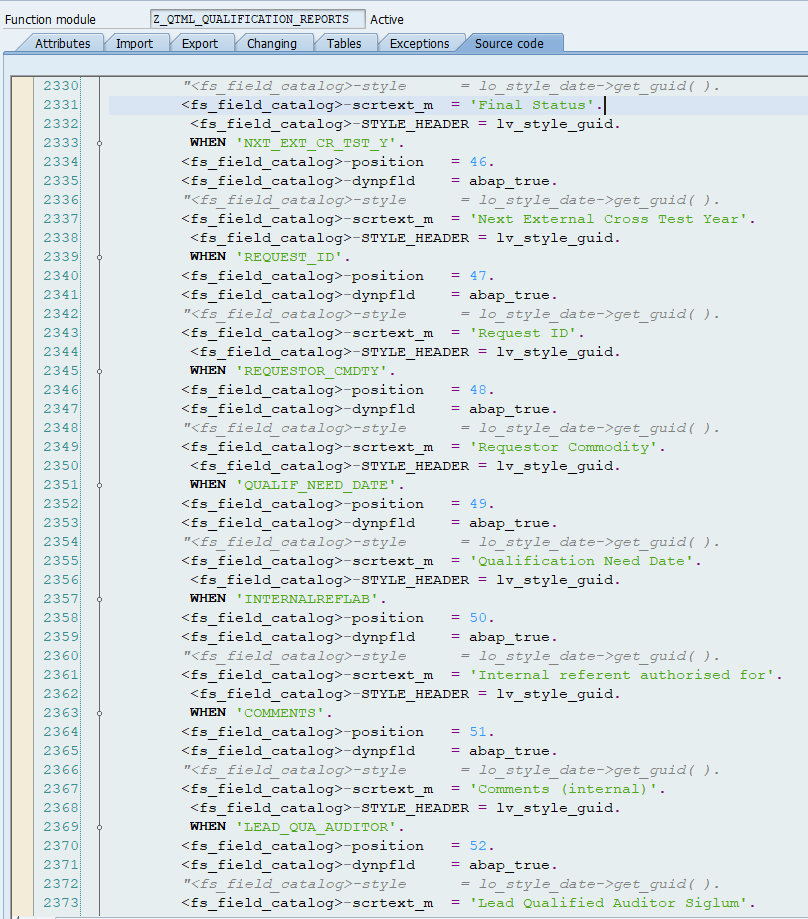 Function module Z_QTML_QUALIFICATION_REPORTS Active
Attributes Import Export Changing Tables Exceptions Source code
2330 "<fs_field_catalog>-style = lo_style_date->get_guid( ).
2331 <fs_field_catalog>-scrtext_m = 'Final Status'.
2332 <fs_field_catalog>-STYLE_HEADER = lv_style_guid.
2333 WHEN 'NXT_EXT_CR_TST_Y'.
2334 <fs_field_catalog>-position = 46.
2335 <fs_field_catalog>-dynpfld = abap_true.
2336 "<fs_field_catalog>-style = lo_style_date->get_guid( ).
2337 <fs_field_catalog>-scrtext_m = 'Next External Cross Test Year'.
2338 <fs_field_catalog>-STYLE_HEADER = lv_style_guid.
2339 WHEN 'REQUEST_ID'.
2340 <fs_field_catalog>-position = 47.
2341 <fs_field_catalog>-dynpfld = abap_true.
2342 "<fs_field_catalog>-style = lo_style_date->get_guid( ).
2343 <fs_field_catalog>-scrtext_m = 'Request ID'.
2344 <fs_field_catalog>-STYLE_HEADER = lv_style_guid.
2345 WHEN 'REQUESTOR_CMDTY'.
2346 <fs_field_catalog>-position = 48.
2347 <fs_field_catalog>-dynpfld = abap_true.
2348 "<fs_field_catalog>-style = lo_style_date->get_guid( ).
2349 <fs_field_catalog>-scrtext_m = 'Requestor Commodity'.
2350 <fs_field_catalog>-STYLE_HEADER = lv_style_guid.
2351 WHEN 'QUALIF_NEED_DATE'.
2352 <fs_field_catalog>-position = 49.
2353 <fs_field_catalog>-dynpfld = abap_true.
2354 "<fs_field_catalog>-style = lo_style_date->get_guid( ).
2355 <fs_field_catalog>-scrtext_m = 'Qualification Need Date'.
2356 <fs_field_catalog>-STYLE_HEADER = lv_style_guid.
2357 WHEN 'INTERNALREFLAB'.
2358 <fs_field_catalog>-position = 50.
2359 <fs_field_catalog>-dynpfld = abap_true.
2360 "<fs_field_catalog>-style = lo_style_date->get_guid( ).
2361 <fs_field_catalog>-scrtext_m = 'Internal referent authorised for'.
2362 <fs_field_catalog>-STYLE_HEADER = lv_style_guid.
2363 WHEN 'COMMENTS'.
2364 <fs_field_catalog>-position = 51.
2365 <fs_field_catalog>-dynpfld = abap_true.
2366 "<fs_field_catalog>-style = lo_style_date->get_guid( ).
2367 <fs_field_catalog>-scrtext_m = 'Comments (internal)'.
2368 <fs_field_catalog>-STYLE_HEADER = lv_style_guid.
2369 WHEN 'LEAD_QUA_AUDITOR'.
2370 <fs_field_catalog>-position = 52.
2371 <fs_field_catalog>-dynpfld = abap_true.
2372 "<fs_field_catalog>-style = lo_style_date->get_guid( ).
2373 <fs_field_catalog>-scrtext_m = 'Lead Qualified Auditor Siglum'.